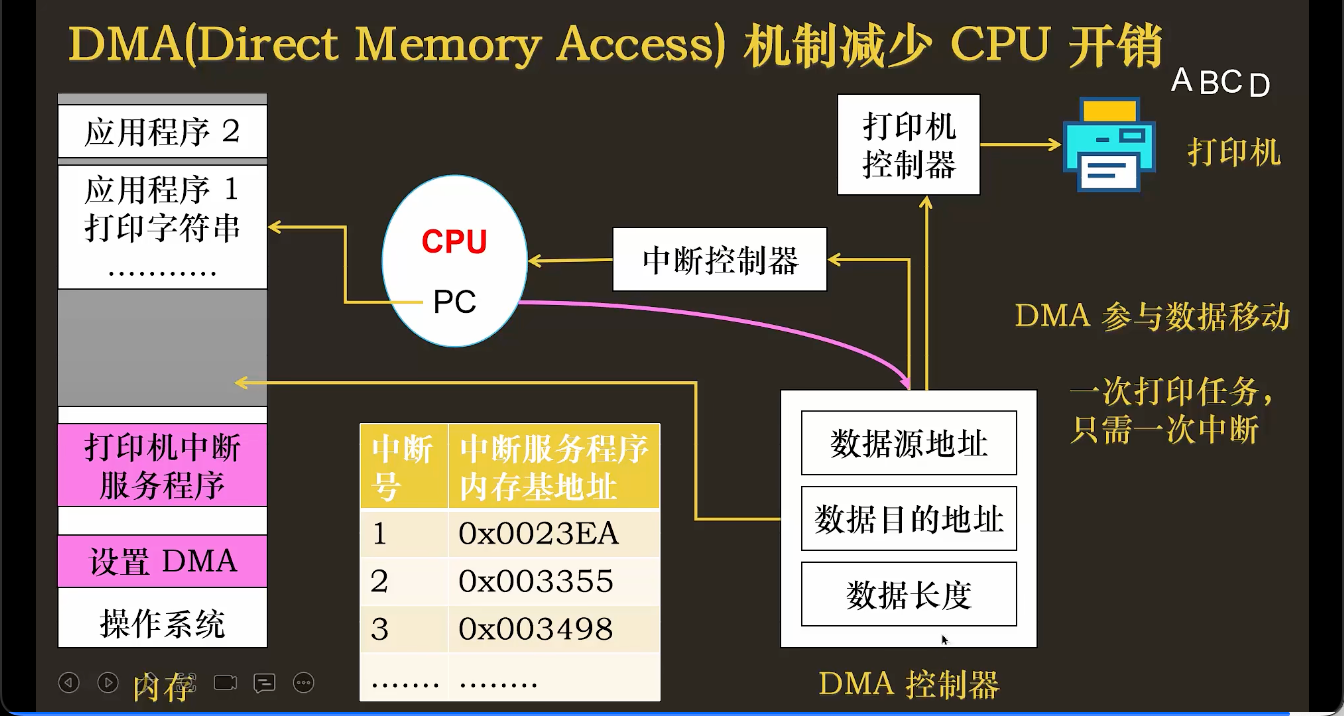 DMA(Direct Memory Access) 机制减少 CPU 开销
A BC D
应用程序 2
应用程序 1
打印字符串
...........
打印机中断
服务程序
设置 DMA
操作系统
内存
CPU
PC
中断控制器
打印机
控制器
打印机
DMA 参与数据移动
一次打印任务，
只需一次中断
中断号 中断服务程序内存基地址
1 0x0023EA
2 0x003355
3 0x003498
....... ........
数据源地址
数据目的地址
数据长度
DMA 控制器